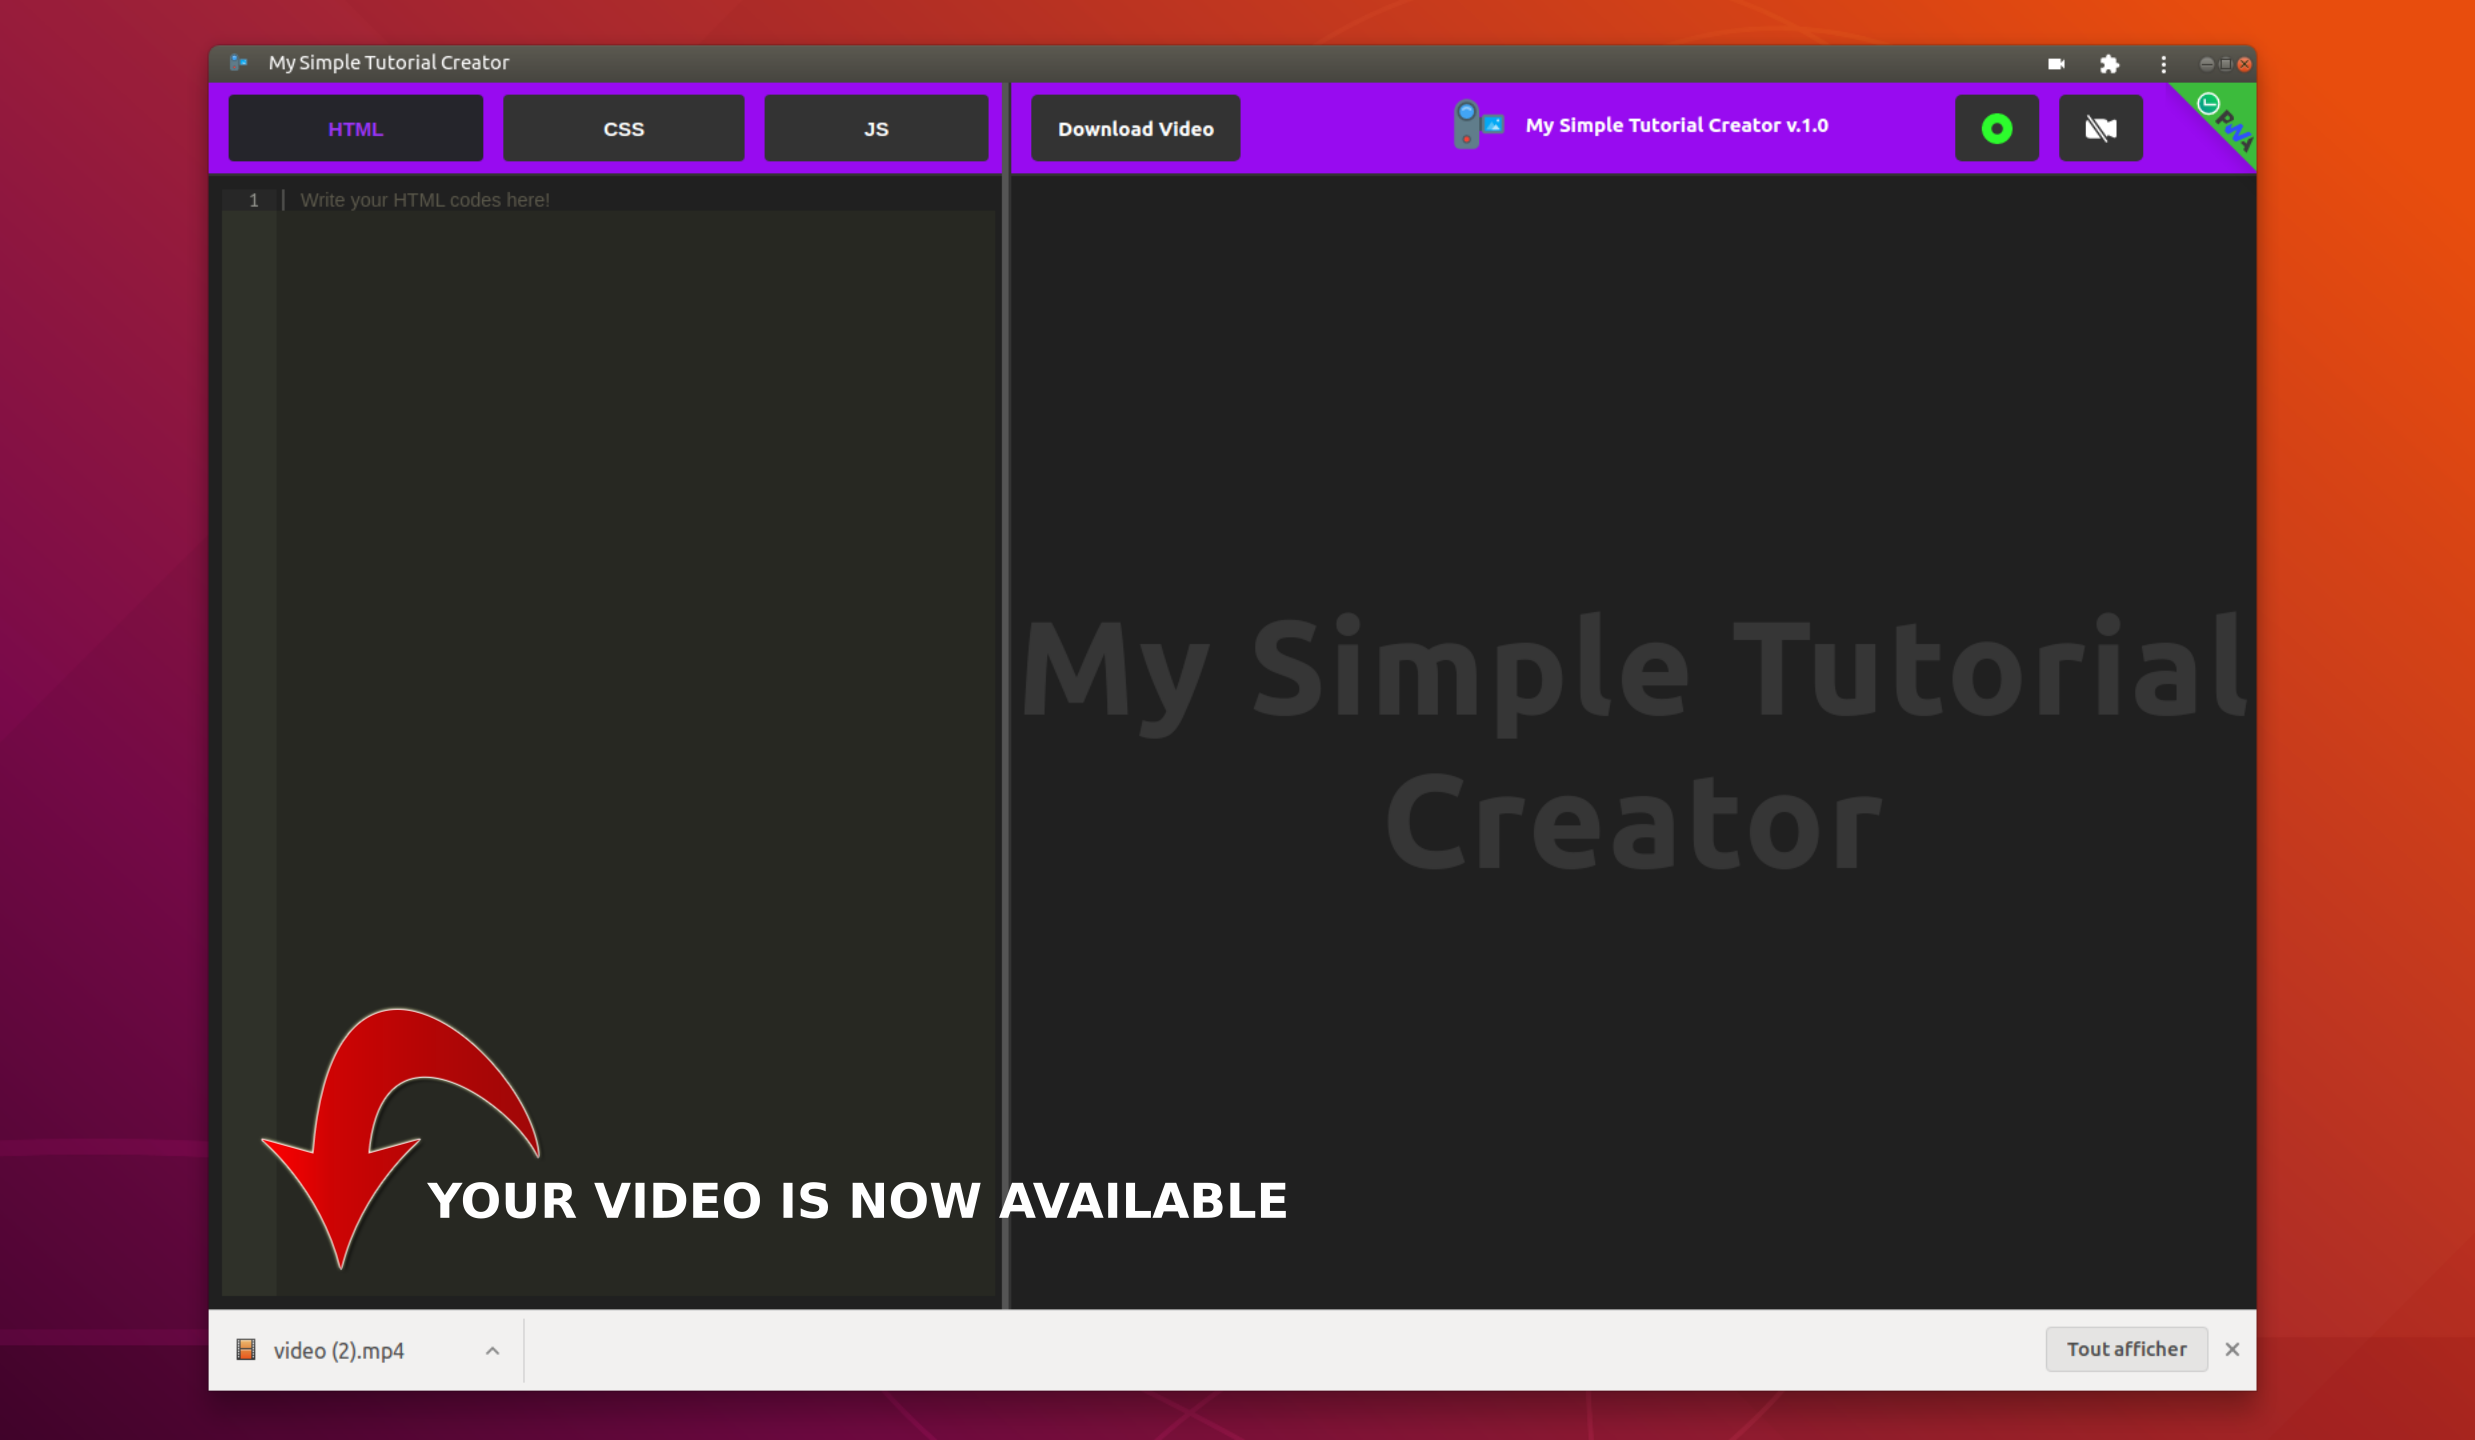 My Simple Tutorial Creator
HTML
CSS
JS
Download Video
My Simple Tutorial Creator v.1.0
PWA
1
Write your HTML codes here!
My Simple Tutorial
Creator
YOUR VIDEO IS NOW AVAILABLE
video (2).mp4
Tout afficher